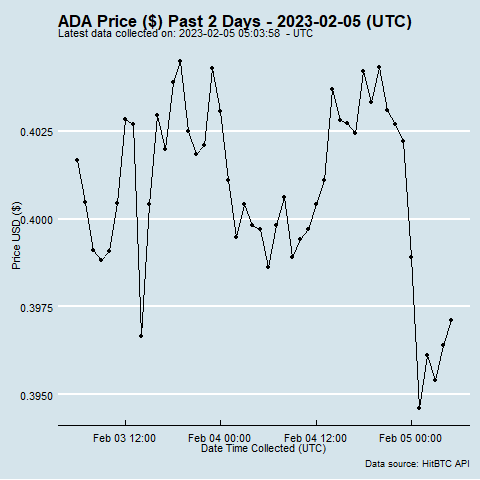 ADA Price ($) Past 2 Days - 2023-02-05 (UTC)
Latest data collected on: 2023-02-05 05:03:58  - UTC
0.4025
0.4000
0.3975
0.3950
Price USD ($)
Feb 03 12:00
Feb 04 00:00
Feb 04 12:00
Feb 05 00:00
Date Time Collected (UTC)
Data source: HitBTC API